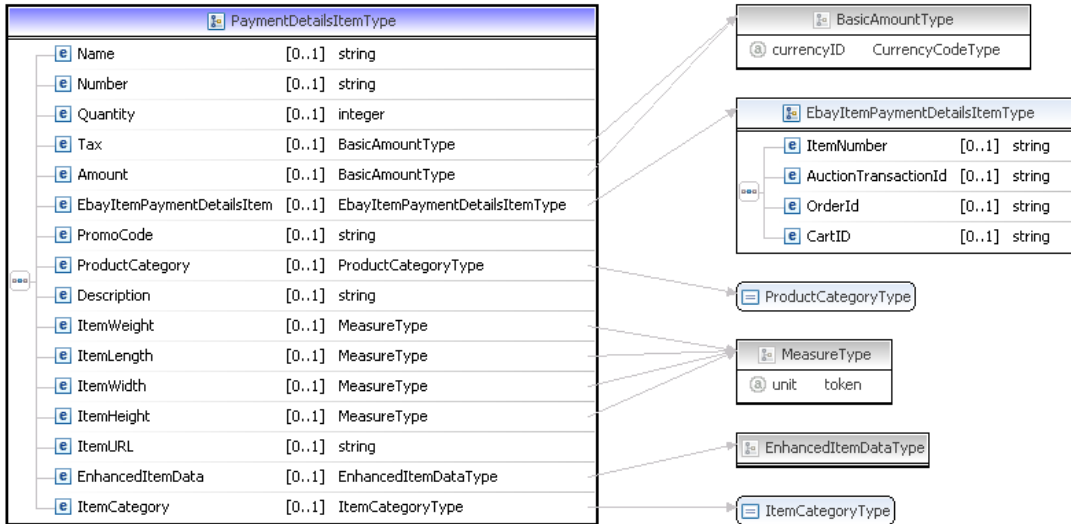 PaymentDetailsItemType
e Name [0..1] string
e Number [0..1] string
e Quantity [0..1] integer
e Tax [0..1] BasicAmountType
e Amount [0..1] BasicAmountType
e EbayItemPaymentDetailsItem [0..1] EbayItemPaymentDetailsItemType
e PromoCode [0..1] string
e ProductCategory [0..1] ProductCategoryType
e Description [0..1] string
e ItemWeight [0..1] MeasureType
e ItemLength [0..1] MeasureType
e ItemWidth [0..1] MeasureType
e ItemHeight [0..1] MeasureType
e ItemURL [0..1] string
e EnhancedItemData [0..1] EnhancedItemDataType
e ItemCategory [0..1] ItemCategoryType
BasicAmountType
a currencyID CurrencyCodeType
EbayItemPaymentDetailsItemType
e ItemNumber [0..1] string
e AuctionTransactionId [0..1] string
e OrderId [0..1] string
e CartID [0..1] string
ProductCategoryType
MeasureType
a unit token
EnhancedItemDataType
ItemCategoryType